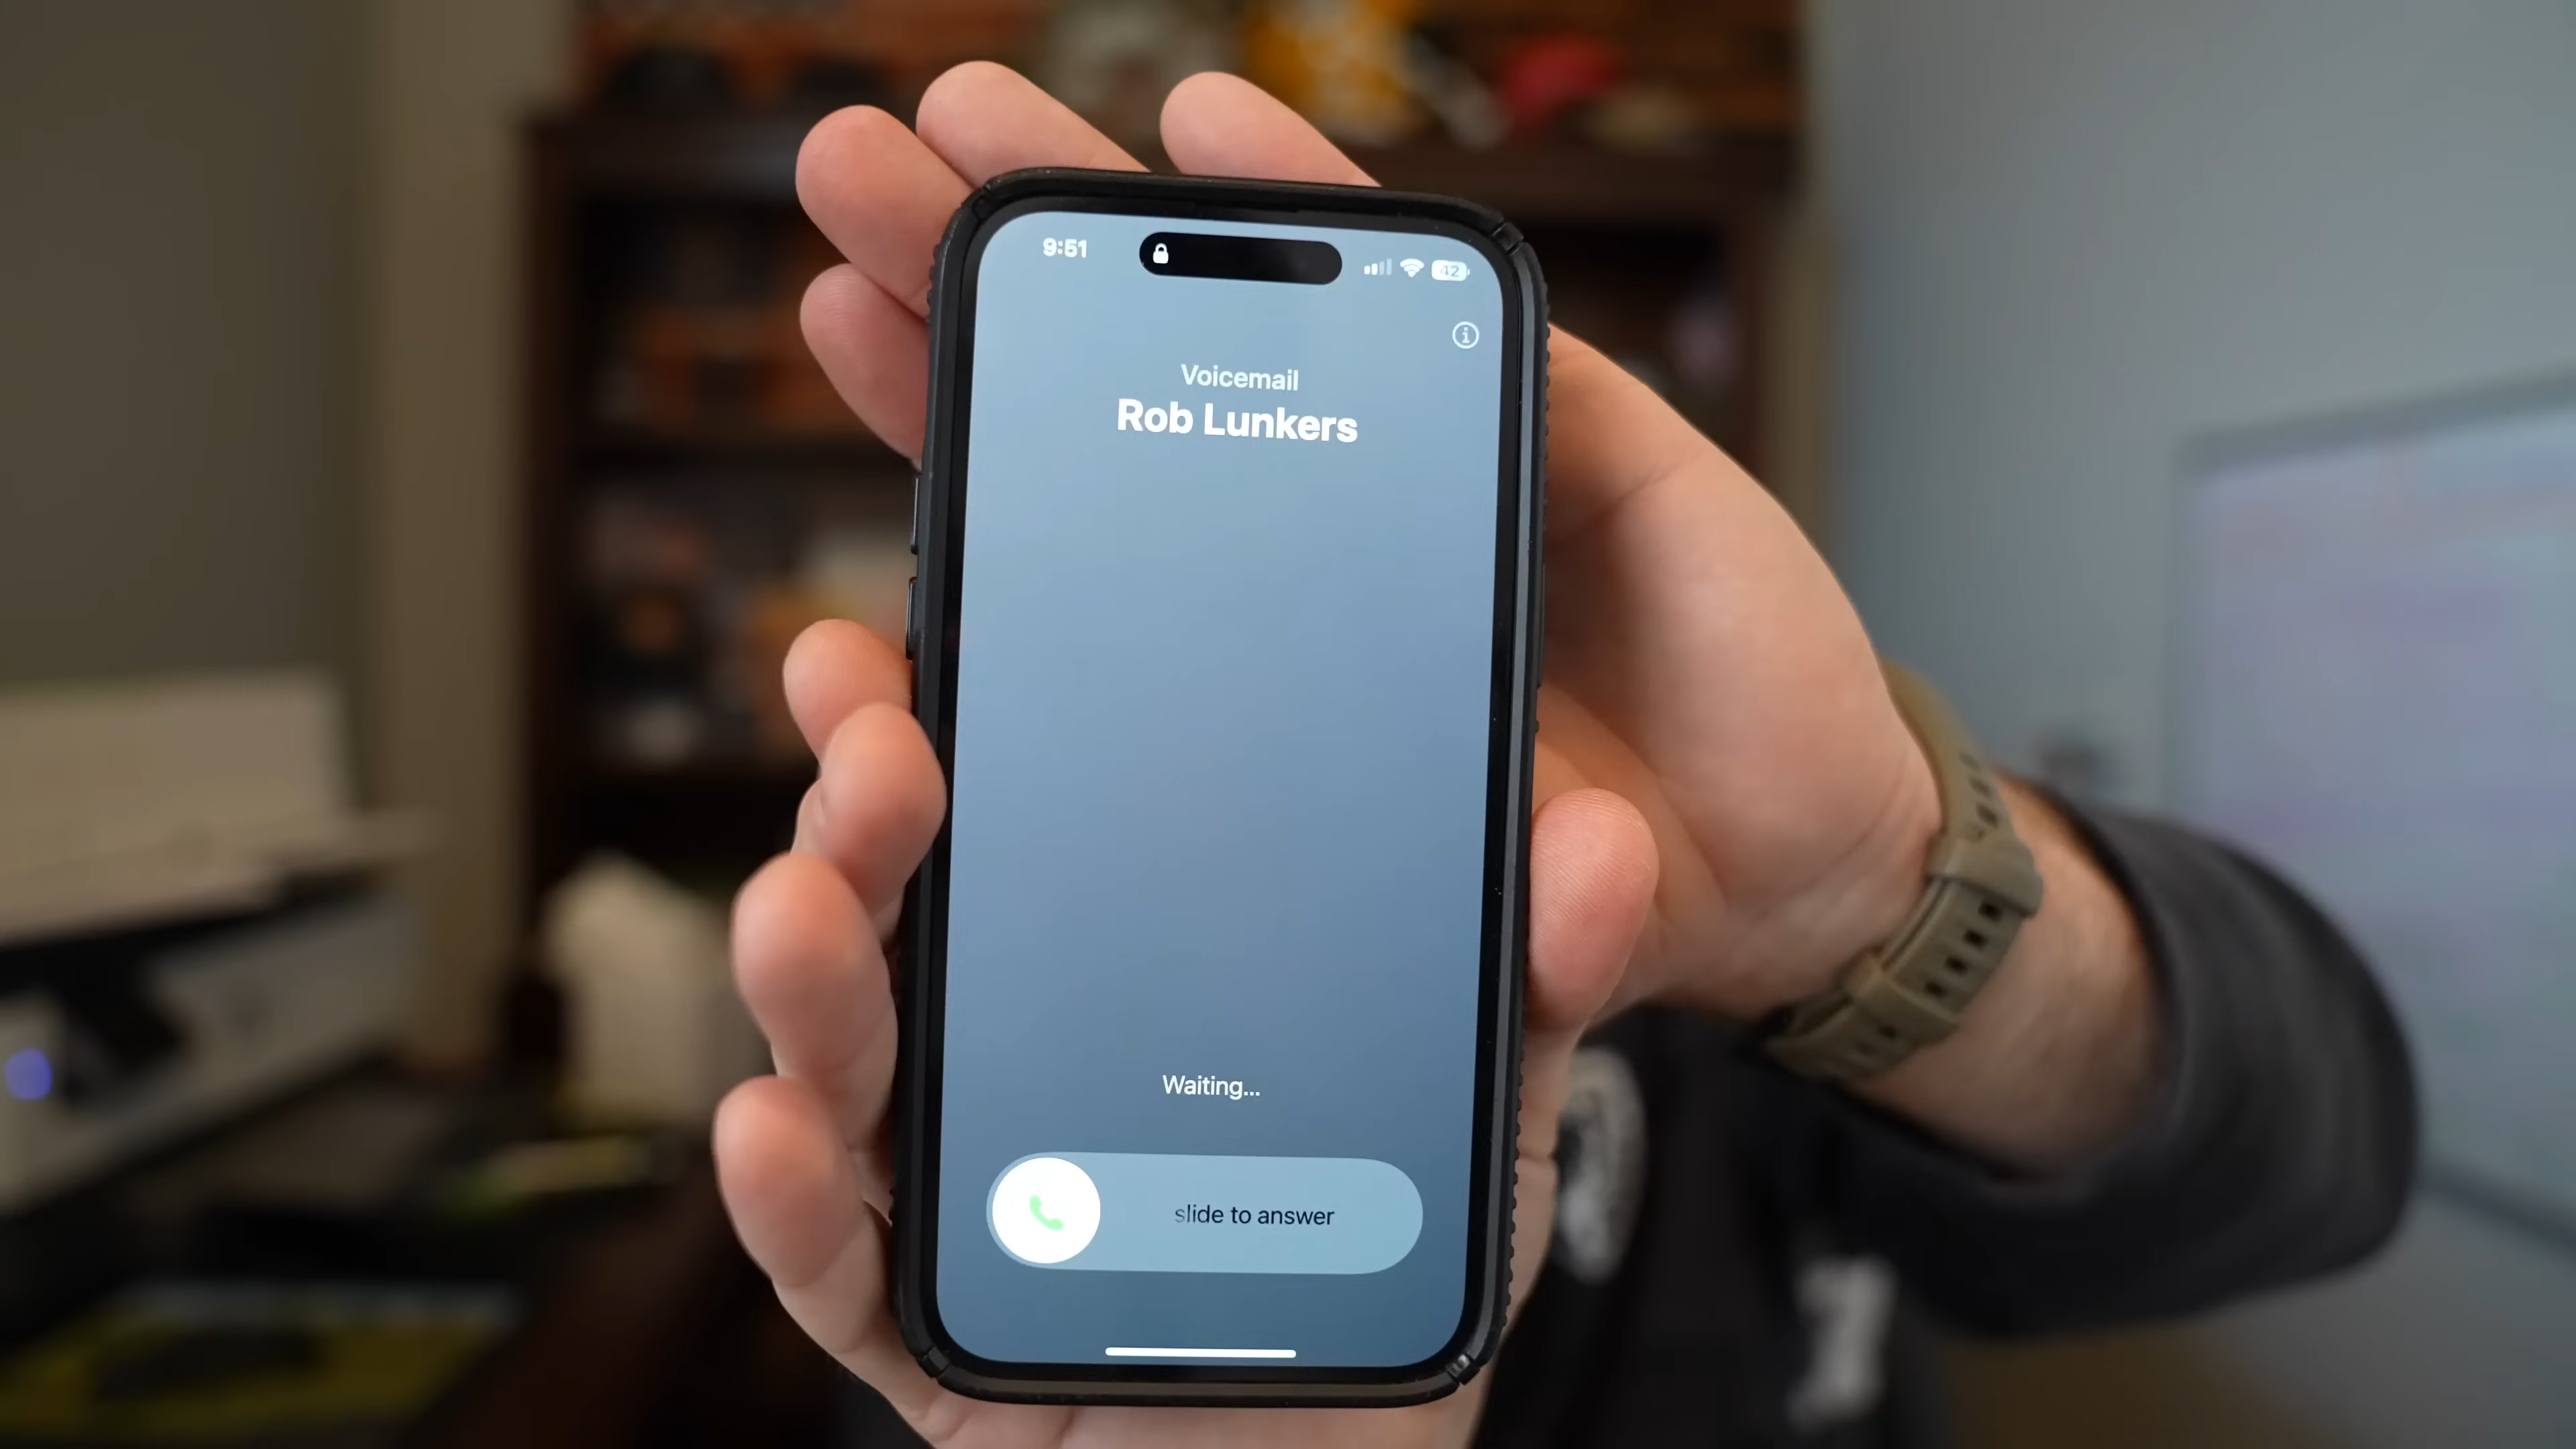 9:51
42
Voicemail
Rob Lunkers
Waiting...
slide to answer